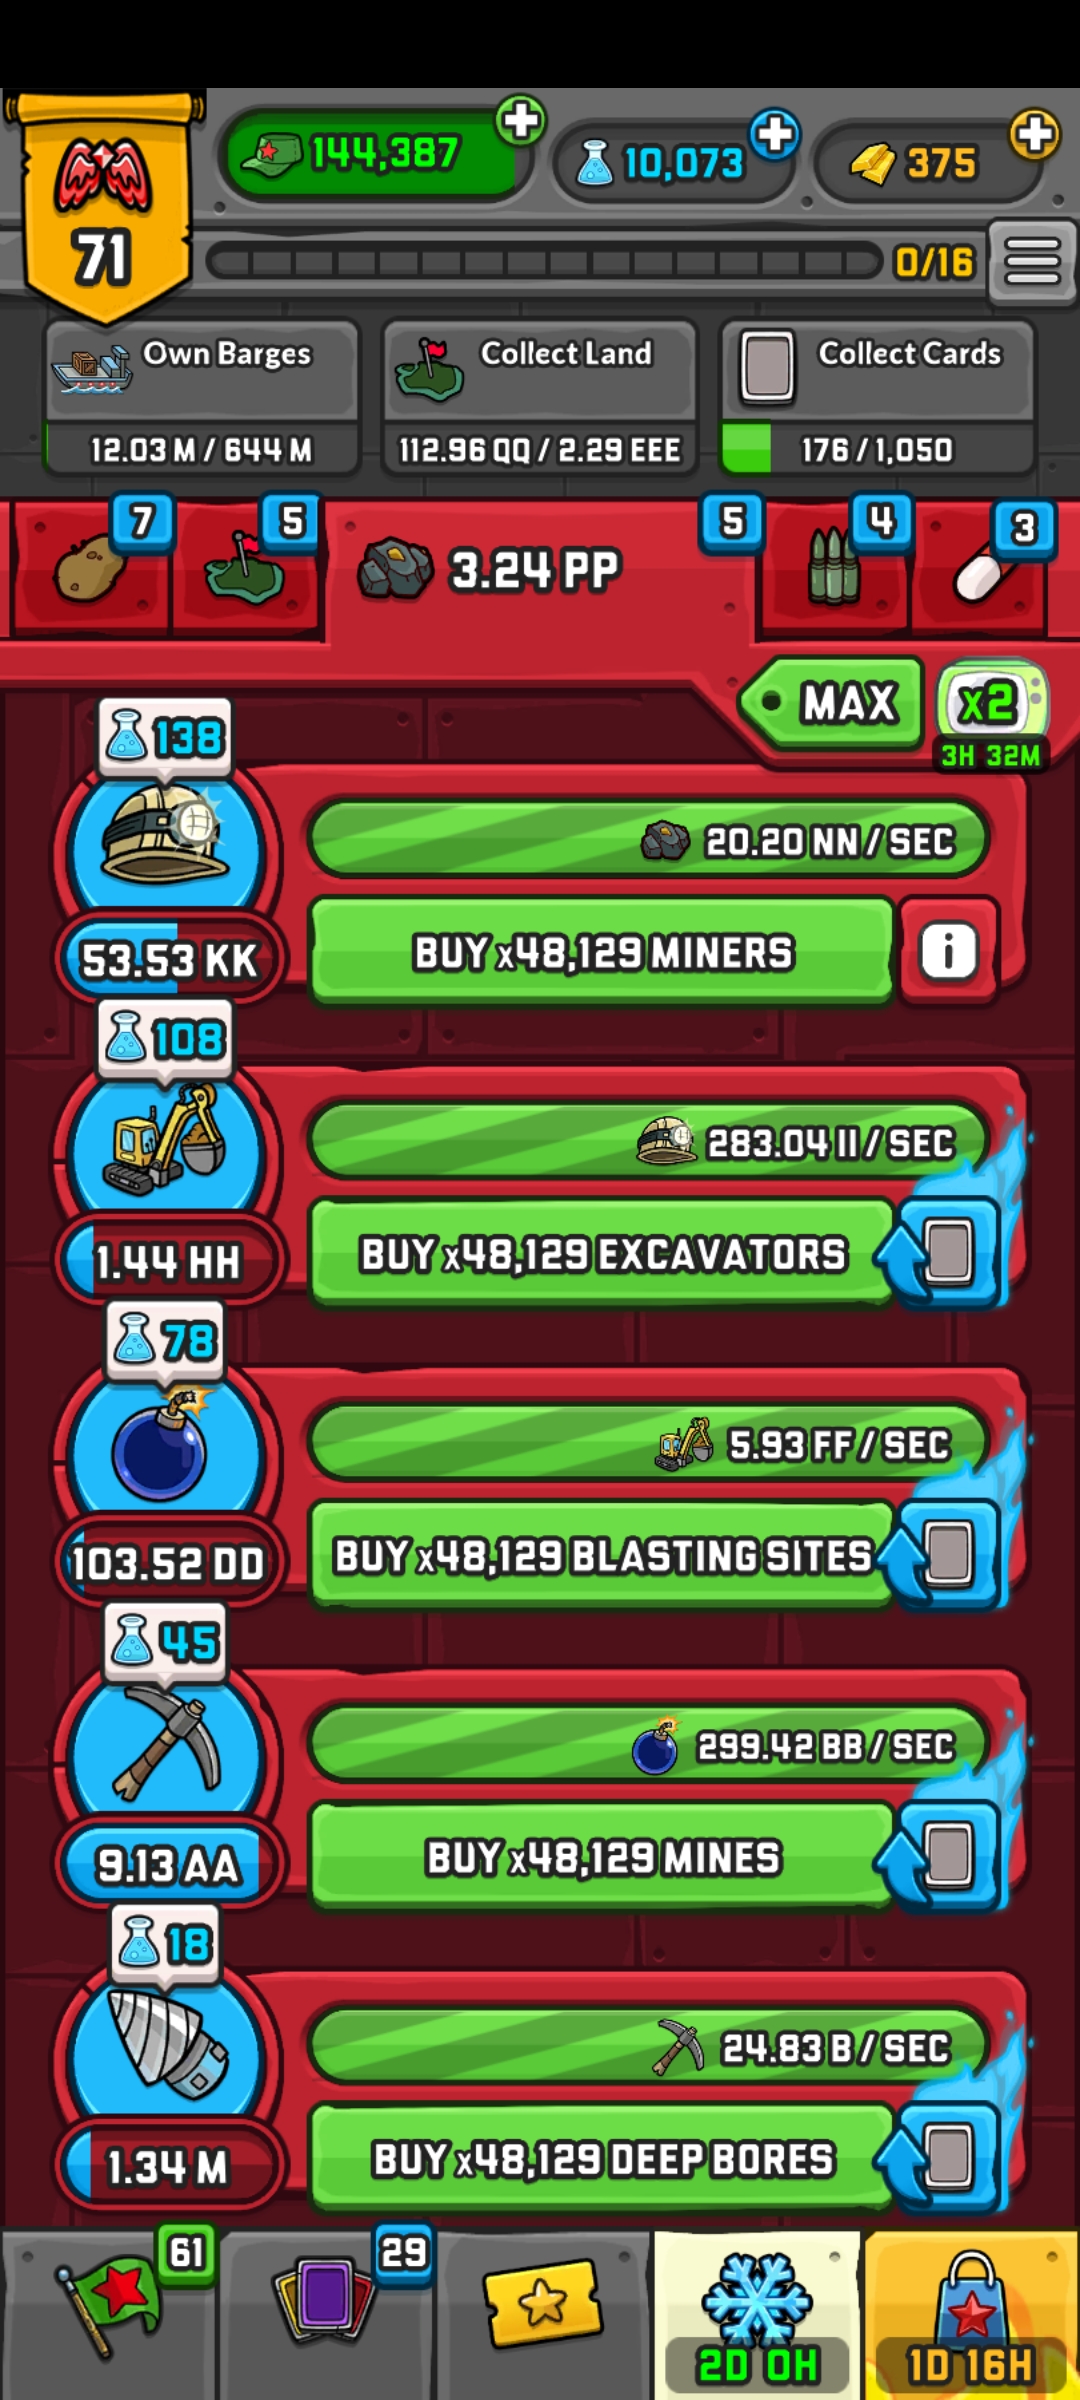 144,387
10,073
375
71
0/16
Own Barges
12.03 M / 644 M
Collect Land
112.96 QQ / 2.29 EEE
Collect Cards
176 / 1,050
7
5
3.24 PP
5
4
3
MAX
x2
3H 32M
138
20.20 NN / SEC
53.53 KK
BUY x48,129 MINERS
i
108
283.04 II / SEC
1.44 HH
BUY x48,129 EXCAVATORS
78
5.93 FF / SEC
103.52 DD
BUY x48,129 BLASTING SITES
45
299.42 BB / SEC
9.13 AA
BUY x48,129 MINES
18
24.83 B / SEC
1.34 M
BUY x48,129 DEEP BORES
61
29
2D 0H
1D 16H